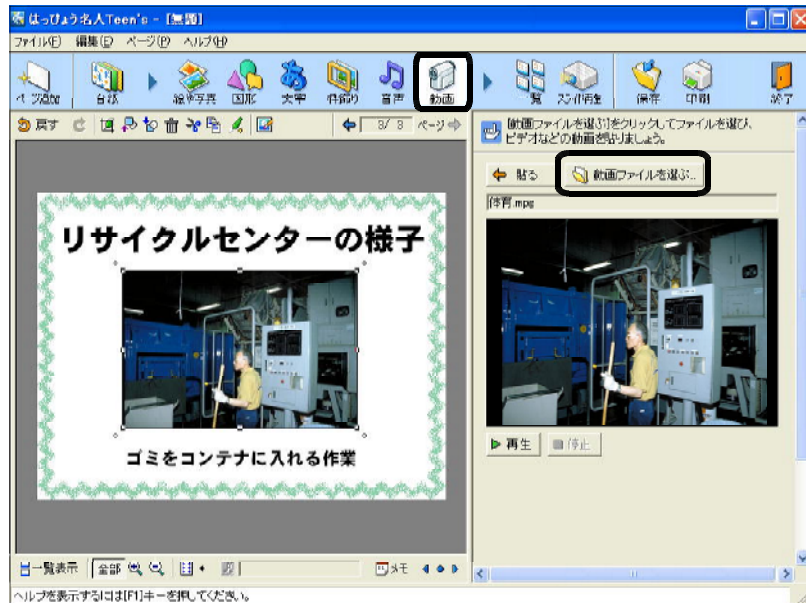 はっぴょう名人Teen's - [無題]
ファイル(F) 編集(E) ページ(P) ヘルプ(H)
ページ追加 台紙 絵や写真 図形 文字 枠飾り 音声 動画 一覧 スライド再生 保存 印刷 終了
戻す 3/ 3 ページ
[動画ファイルを選ぶ]をクリックしてファイルを選び、
ビデオなどの動画を貼りましょう。
貼る 動画ファイルを選ぶ...
体育.mpg
リサイクルセンターの様子
ゴミをコンテナに入れる作業
再生 停止
一覧表示 全部 メモ
ヘルプを表示するには[F1]キーを押してください。